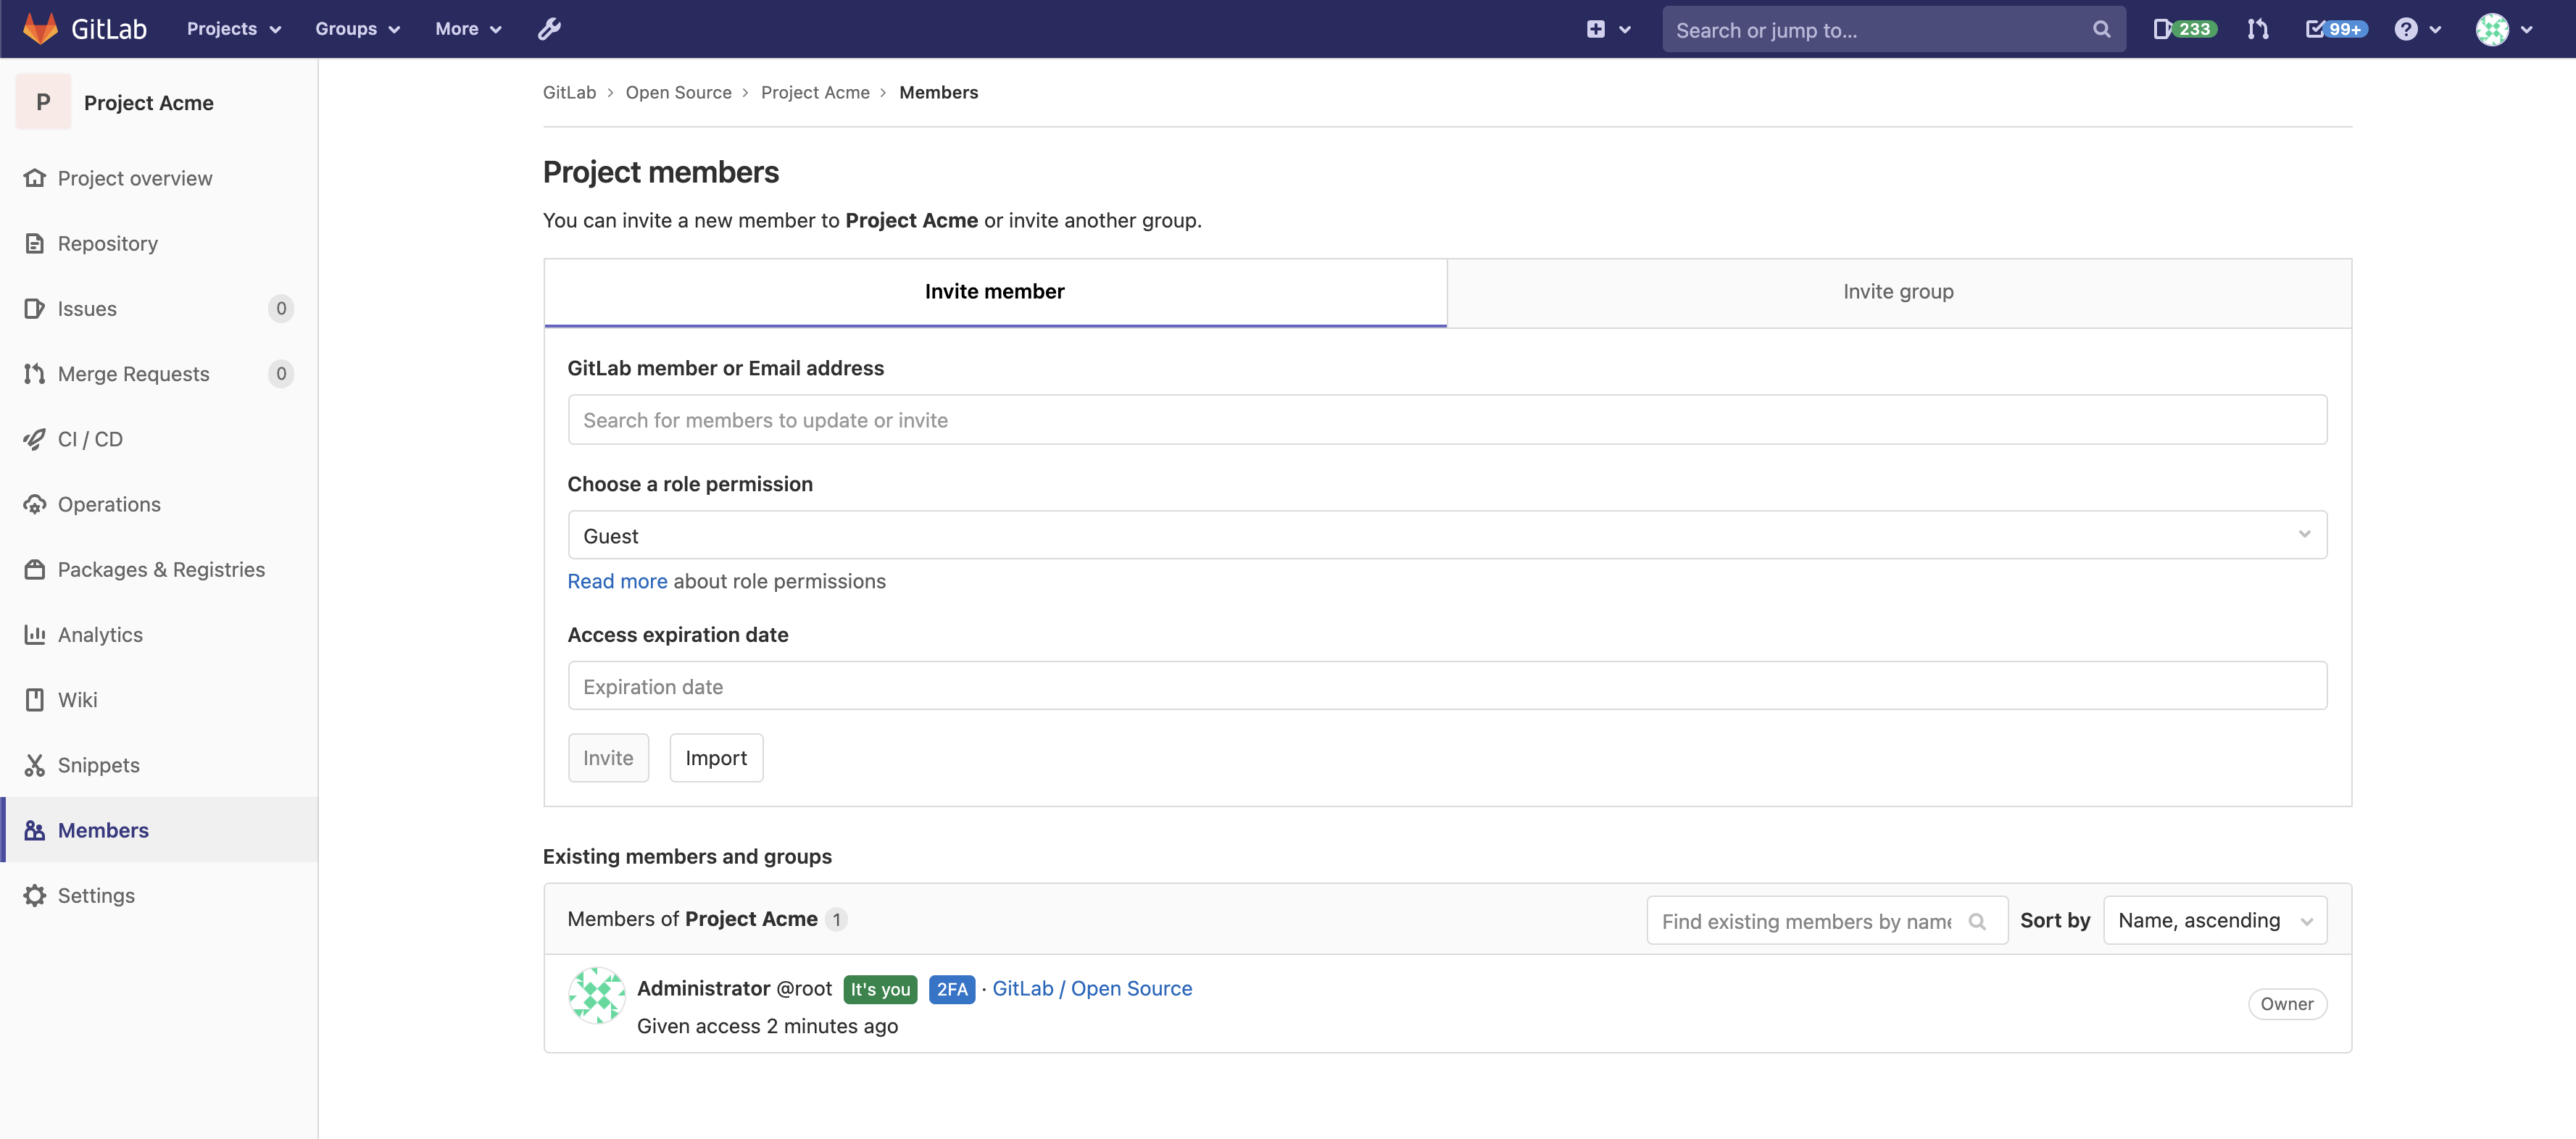 GitLab Projects Groups More Search or jump to... 233 99+
P Project Acme
Project overview
Repository
Issues 0
Merge Requests 0
CI / CD
Operations
Packages & Registries
Analytics
Wiki
Snippets
Members
Settings
GitLab > Open Source > Project Acme > Members
Project members
You can invite a new member to Project Acme or invite another group.
Invite member Invite group
GitLab member or Email address
Search for members to update or invite
Choose a role permission
Guest
Read more about role permissions
Access expiration date
Expiration date
Invite Import
Existing members and groups
Members of Project Acme 1 Find existing members by name Sort by Name, ascending
Administrator @root It's you 2FA · GitLab / Open Source
Given access 2 minutes ago
Owner